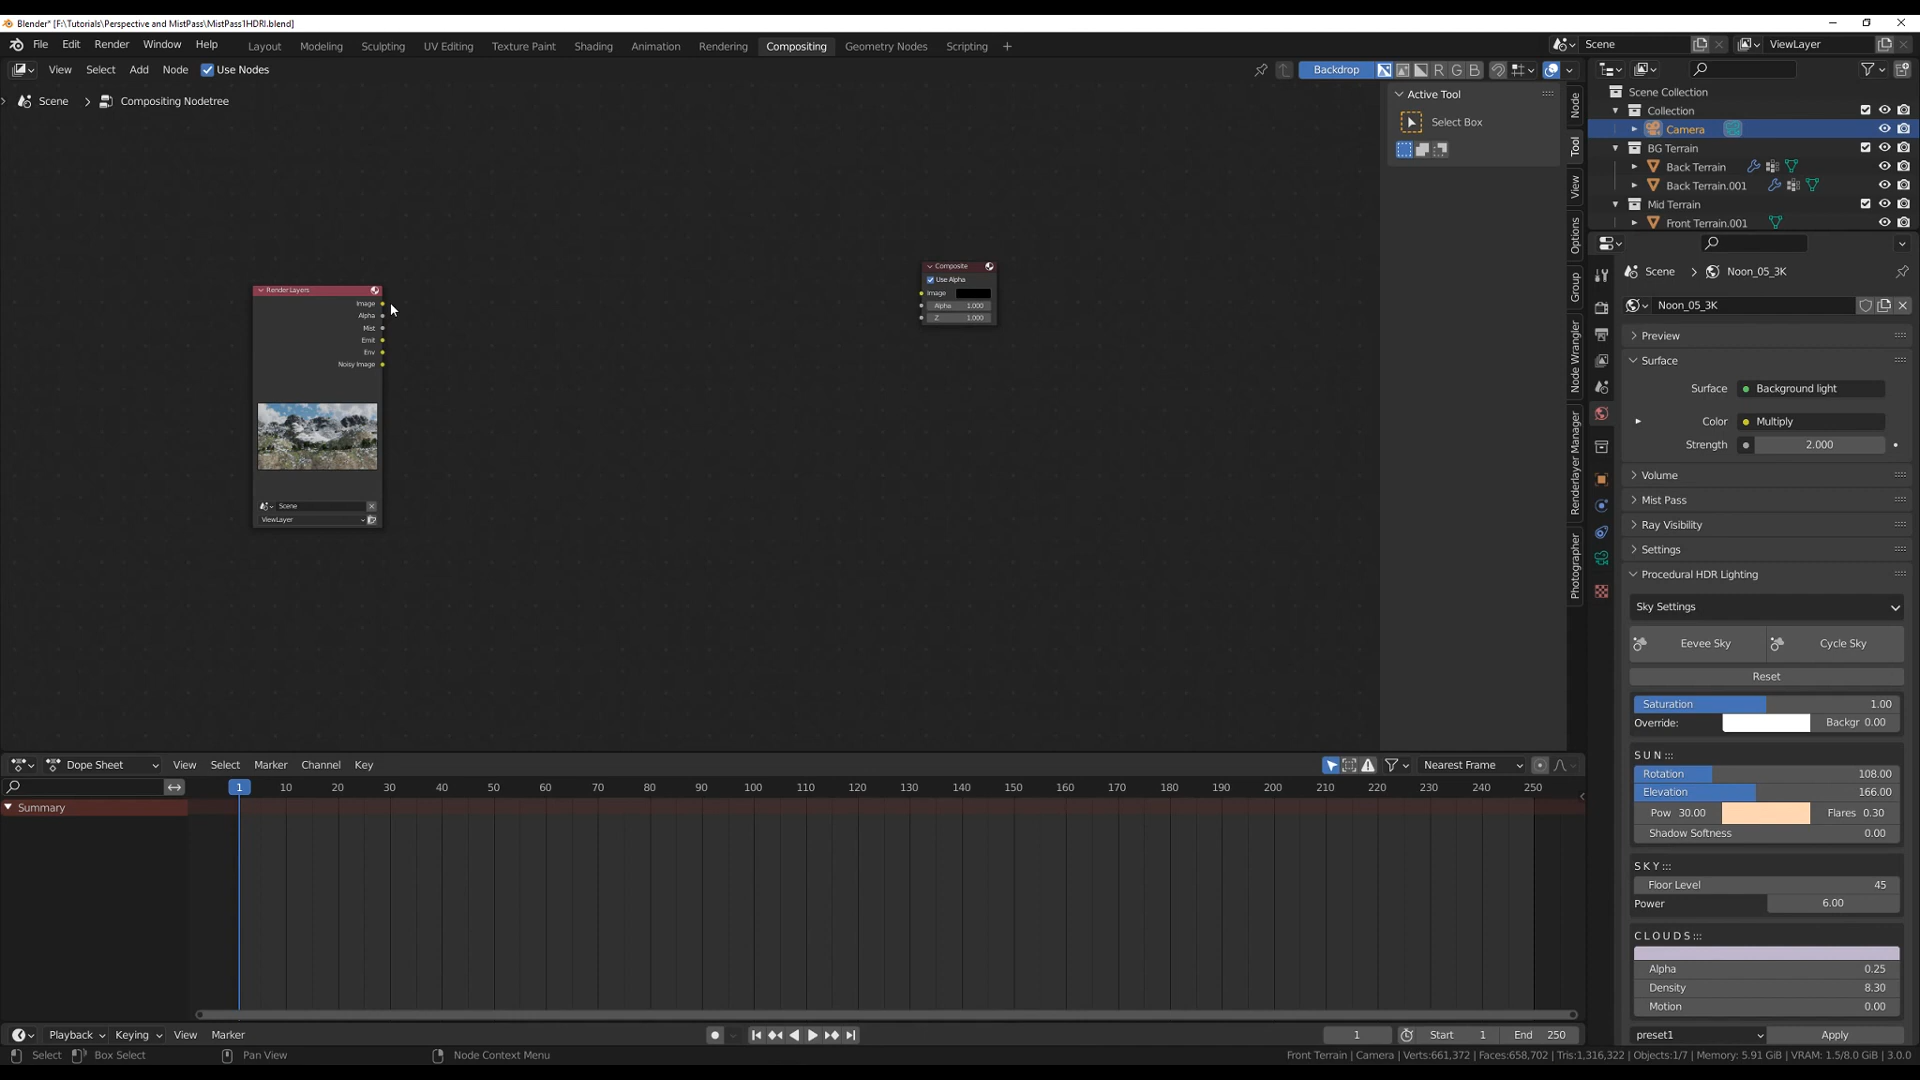 Blender* [F:\Tutorials\Perspective and MistPass\MistPass1HDRI.blend]
File Edit Render Window Help Layout Modeling Sculpting UV Editing Texture Paint Shading Animation Rendering Compositing Geometry Nodes Scripting + Scene ViewLayer
View Select Add Node Use Nodes Backdrop R G B
Scene > Compositing Nodetree
Active Tool
Select Box
Node
Tool
View
Options
Group
Node Wrangler
Renderlayer Manager
Photographer
Render Layers
Image
Alpha
Mist
Emit
Env
Noisy Image
Scene
ViewLayer
Composite
Use Alpha
Image
Alpha 1.000
Z 1.000
Scene Collection
Collection
Camera
BG Terrain
Back Terrain
Back Terrain.001
Mid Terrain
Front Terrain.001
Scene > Noon_05_3K
Noon_05_3K
Preview
Surface
Surface Background light
Color Multiply
Strength 2.000
Volume
Mist Pass
Ray Visibility
Settings
Procedural HDR Lighting
Sky Settings
Eevee Sky Cycle Sky
Reset
Saturation 1.00
Override: Backgr 0.00
S U N :::
Rotation 108.00
Elevation 166.00
Pow 30.00 Flares 0.30
Shadow Softness 0.00
S K Y :::
Floor Level 45
Power 6.00
C L O U D S :::
Alpha 0.25
Density 8.30
Motion 0.00
preset1 Apply
Dope Sheet View Select Marker Channel Key Nearest Frame
1 10 20 30 40 50 60 70 80 90 100 110 120 130 140 150 160 170 180 190 200 210 220 230 240 250
Summary
Playback Keying View Marker 1 Start 1 End 250
Select Box Select Pan View Node Context Menu Front Terrain | Camera | Verts:661,372 | Faces:658,702 | Tris:1,316,322 | Objects:1/7 | Memory: 5.91 GiB | VRAM: 1.5/8.0 GiB | 3.0.0